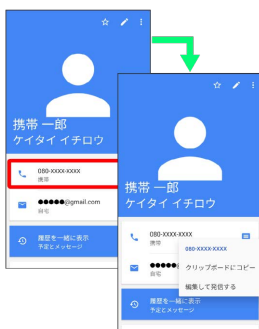 携帯 一郎
ケイタイ イチロウ
080-XXXX-XXXX
携帯
●●●●●@gmail.com
自宅
履歴を一緒に表示
予定とメッセージ
携帯 一郎
ケイタイ イチロウ
080-XXXX-XXXX
携帯
080-XXXX-XXXX
●●●●●
自宅
クリップボードにコピー
編集して発信する
履歴を一緒に表示
予定とメッセージ